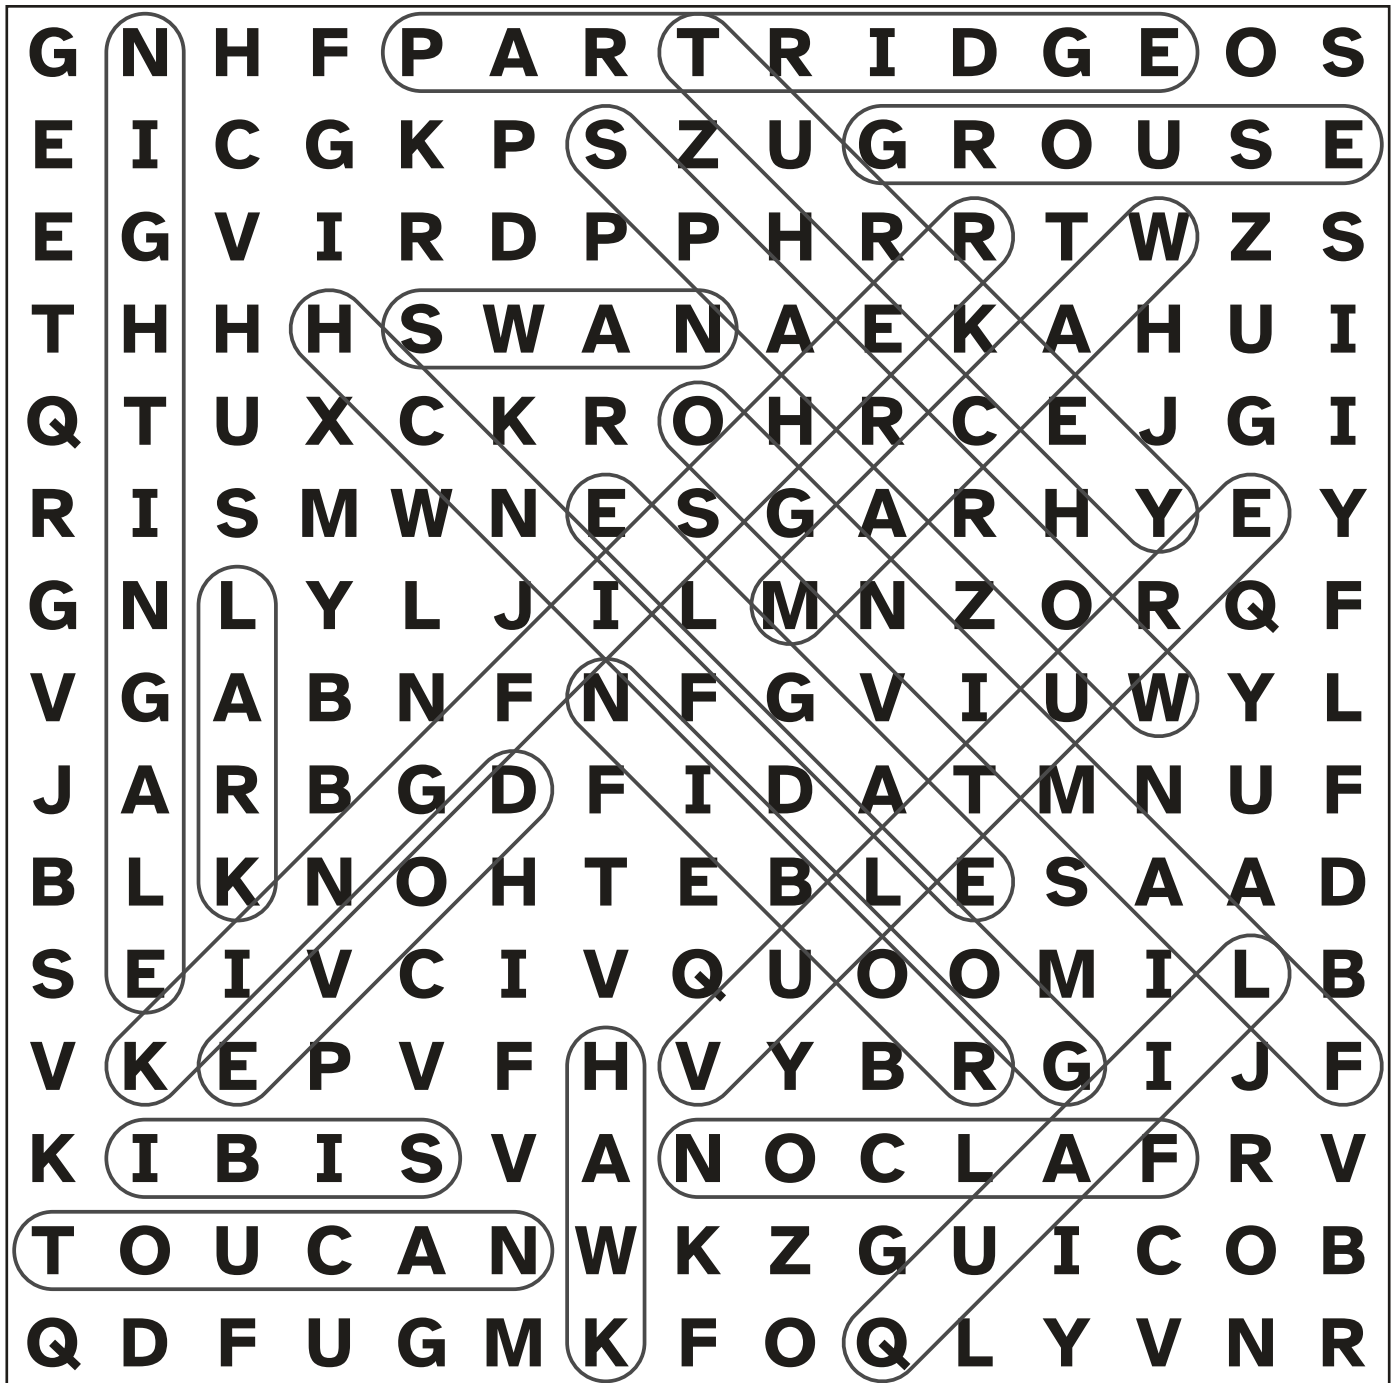 G N H F P A R T R I D G E O S
E I C G K P S Z U G R O U S E
E G V I R D P P H R R T W Z S
T H H H S W A N A E K A H U I
Q T U X C K R O H R C E J G I
R I S M W N E S G A R H Y E Y
G N L Y L J I L M N Z O R Q F
V G A B N F N F G V I U W Y L
J A R B G D F I D A T M N U F
B L K N O H T E B L E S A A D
S E I V C I V Q U O O M I L B
V K E P V F H V Y B R G I J F
K I B I S V A N O C L A F R V
T O U C A N W K Z G U I C O B
Q D F U G M K F O Q L Y V N R